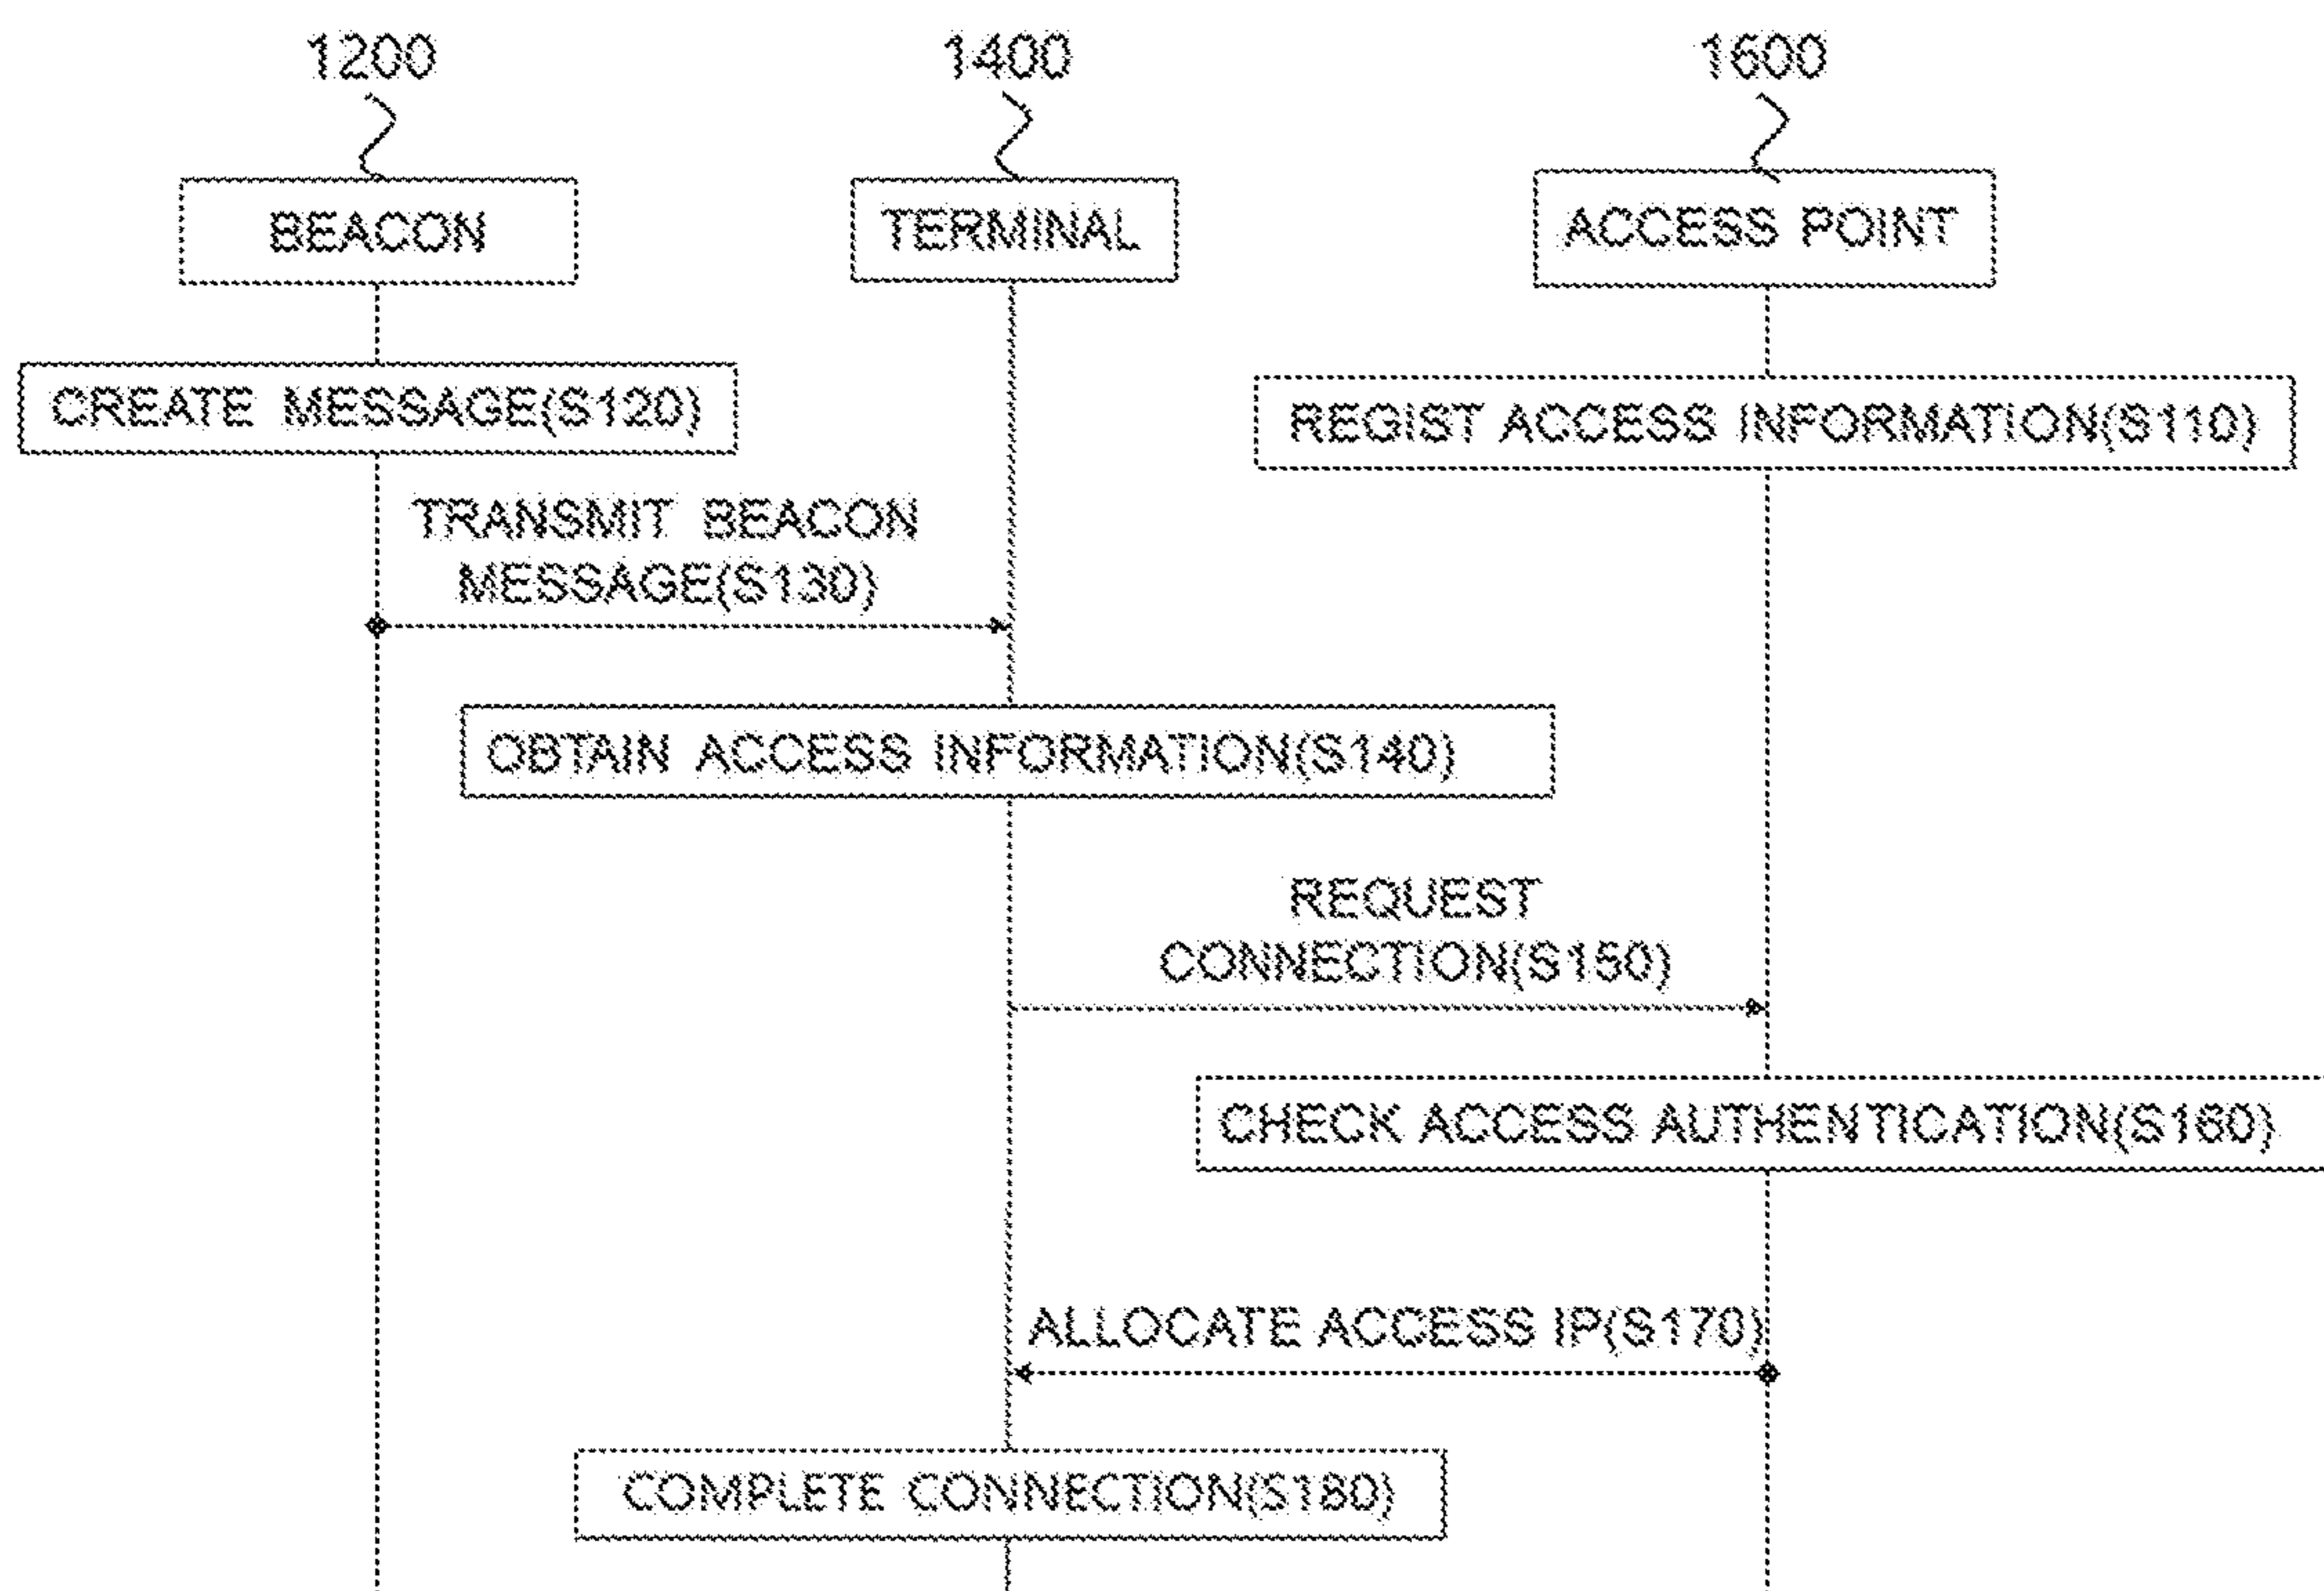 1200
1400
1600
BEACON
TERMINAL
ACCESS POINT
CREATE MESSAGE(S120)
REGIST ACCESS INFORMATION(S110)
TRANSMIT BEACON
MESSAGE(S130)
OBTAIN ACCESS INFORMATION(S140)
REQUEST
CONNECTION(S150)
CHECK ACCESS AUTHENTICATION(S160)
ALLOCATE ACCESS IP(S170)
COMPLETE CONNECTION(S180)